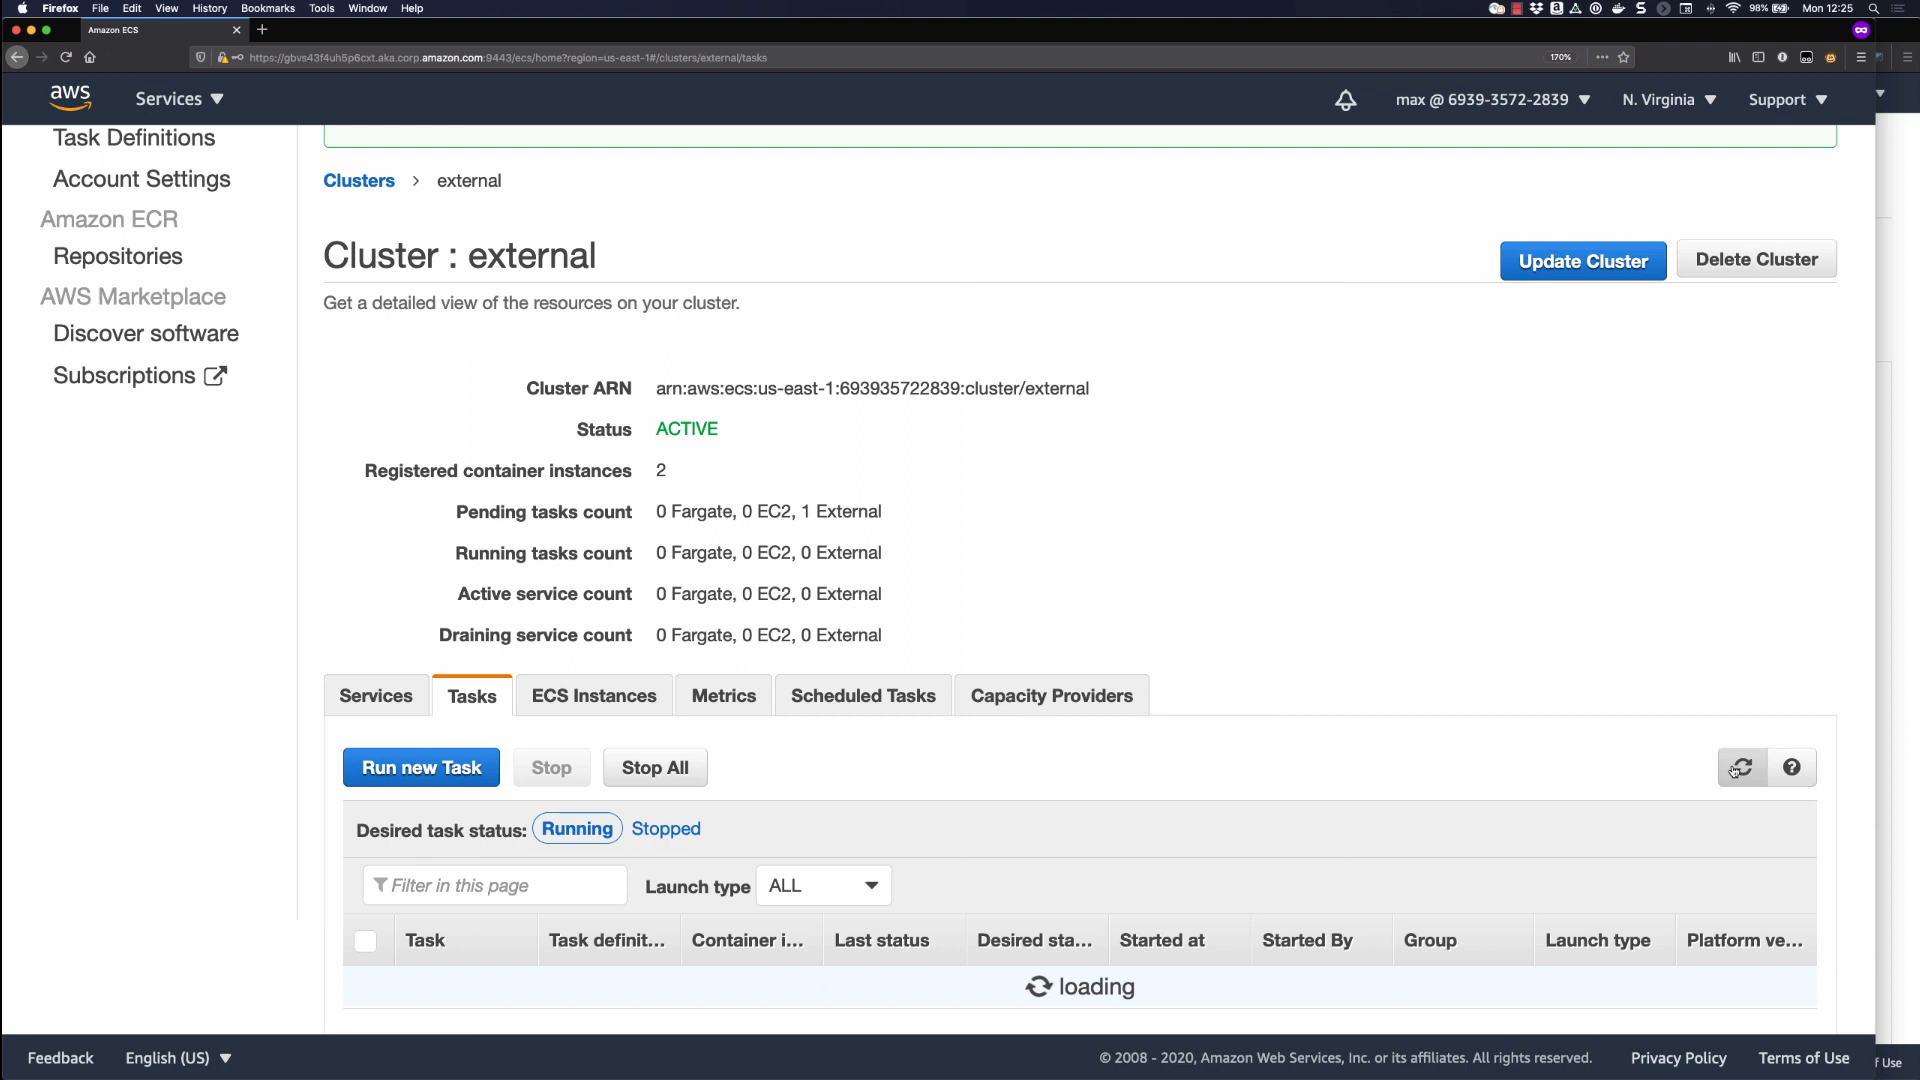 Firefox File Edit View History Bookmarks Tools Window Help 98% Mon 12:25
Amazon ECS
https://gbvs43f4uh5p6cxt.aka.corp.amazon.com:9443/ecs/home?region=us-east-1#/clusters/external/tasks 170%
aws Services max @ 6939-3572-2839 N. Virginia Support
Task Definitions
Account Settings
Amazon ECR
Repositories
AWS Marketplace
Discover software
Subscriptions
Clusters > external
Cluster : external
Update Cluster Delete Cluster
Get a detailed view of the resources on your cluster.
Cluster ARN arn:aws:ecs:us-east-1:693935722839:cluster/external
Status ACTIVE
Registered container instances 2
Pending tasks count 0 Fargate, 0 EC2, 1 External
Running tasks count 0 Fargate, 0 EC2, 0 External
Active service count 0 Fargate, 0 EC2, 0 External
Draining service count 0 Fargate, 0 EC2, 0 External
Services Tasks ECS Instances Metrics Scheduled Tasks Capacity Providers
Run new Task Stop Stop All
Desired task status: Running Stopped
Filter in this page Launch type ALL
Task Task definit... Container i... Last status Desired sta... Started at Started By Group Launch type Platform ve...
loading
Feedback English (US) © 2008 - 2020, Amazon Web Services, Inc. or its affiliates. All rights reserved. Privacy Policy Terms of Use f Use